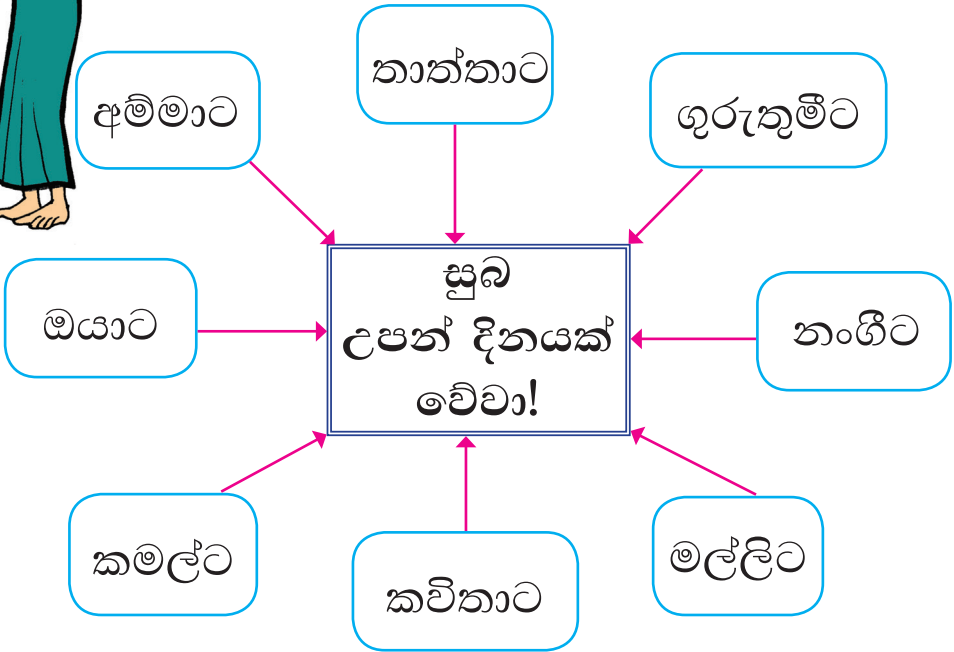 තාත්තාට
අම්මාට
ගුරුතුමීට
සුබ
උපන් දිනයක්
වේවා!
ඔයාට
නංගීට
කමල්ට
කවිතාට
මල්ලිට